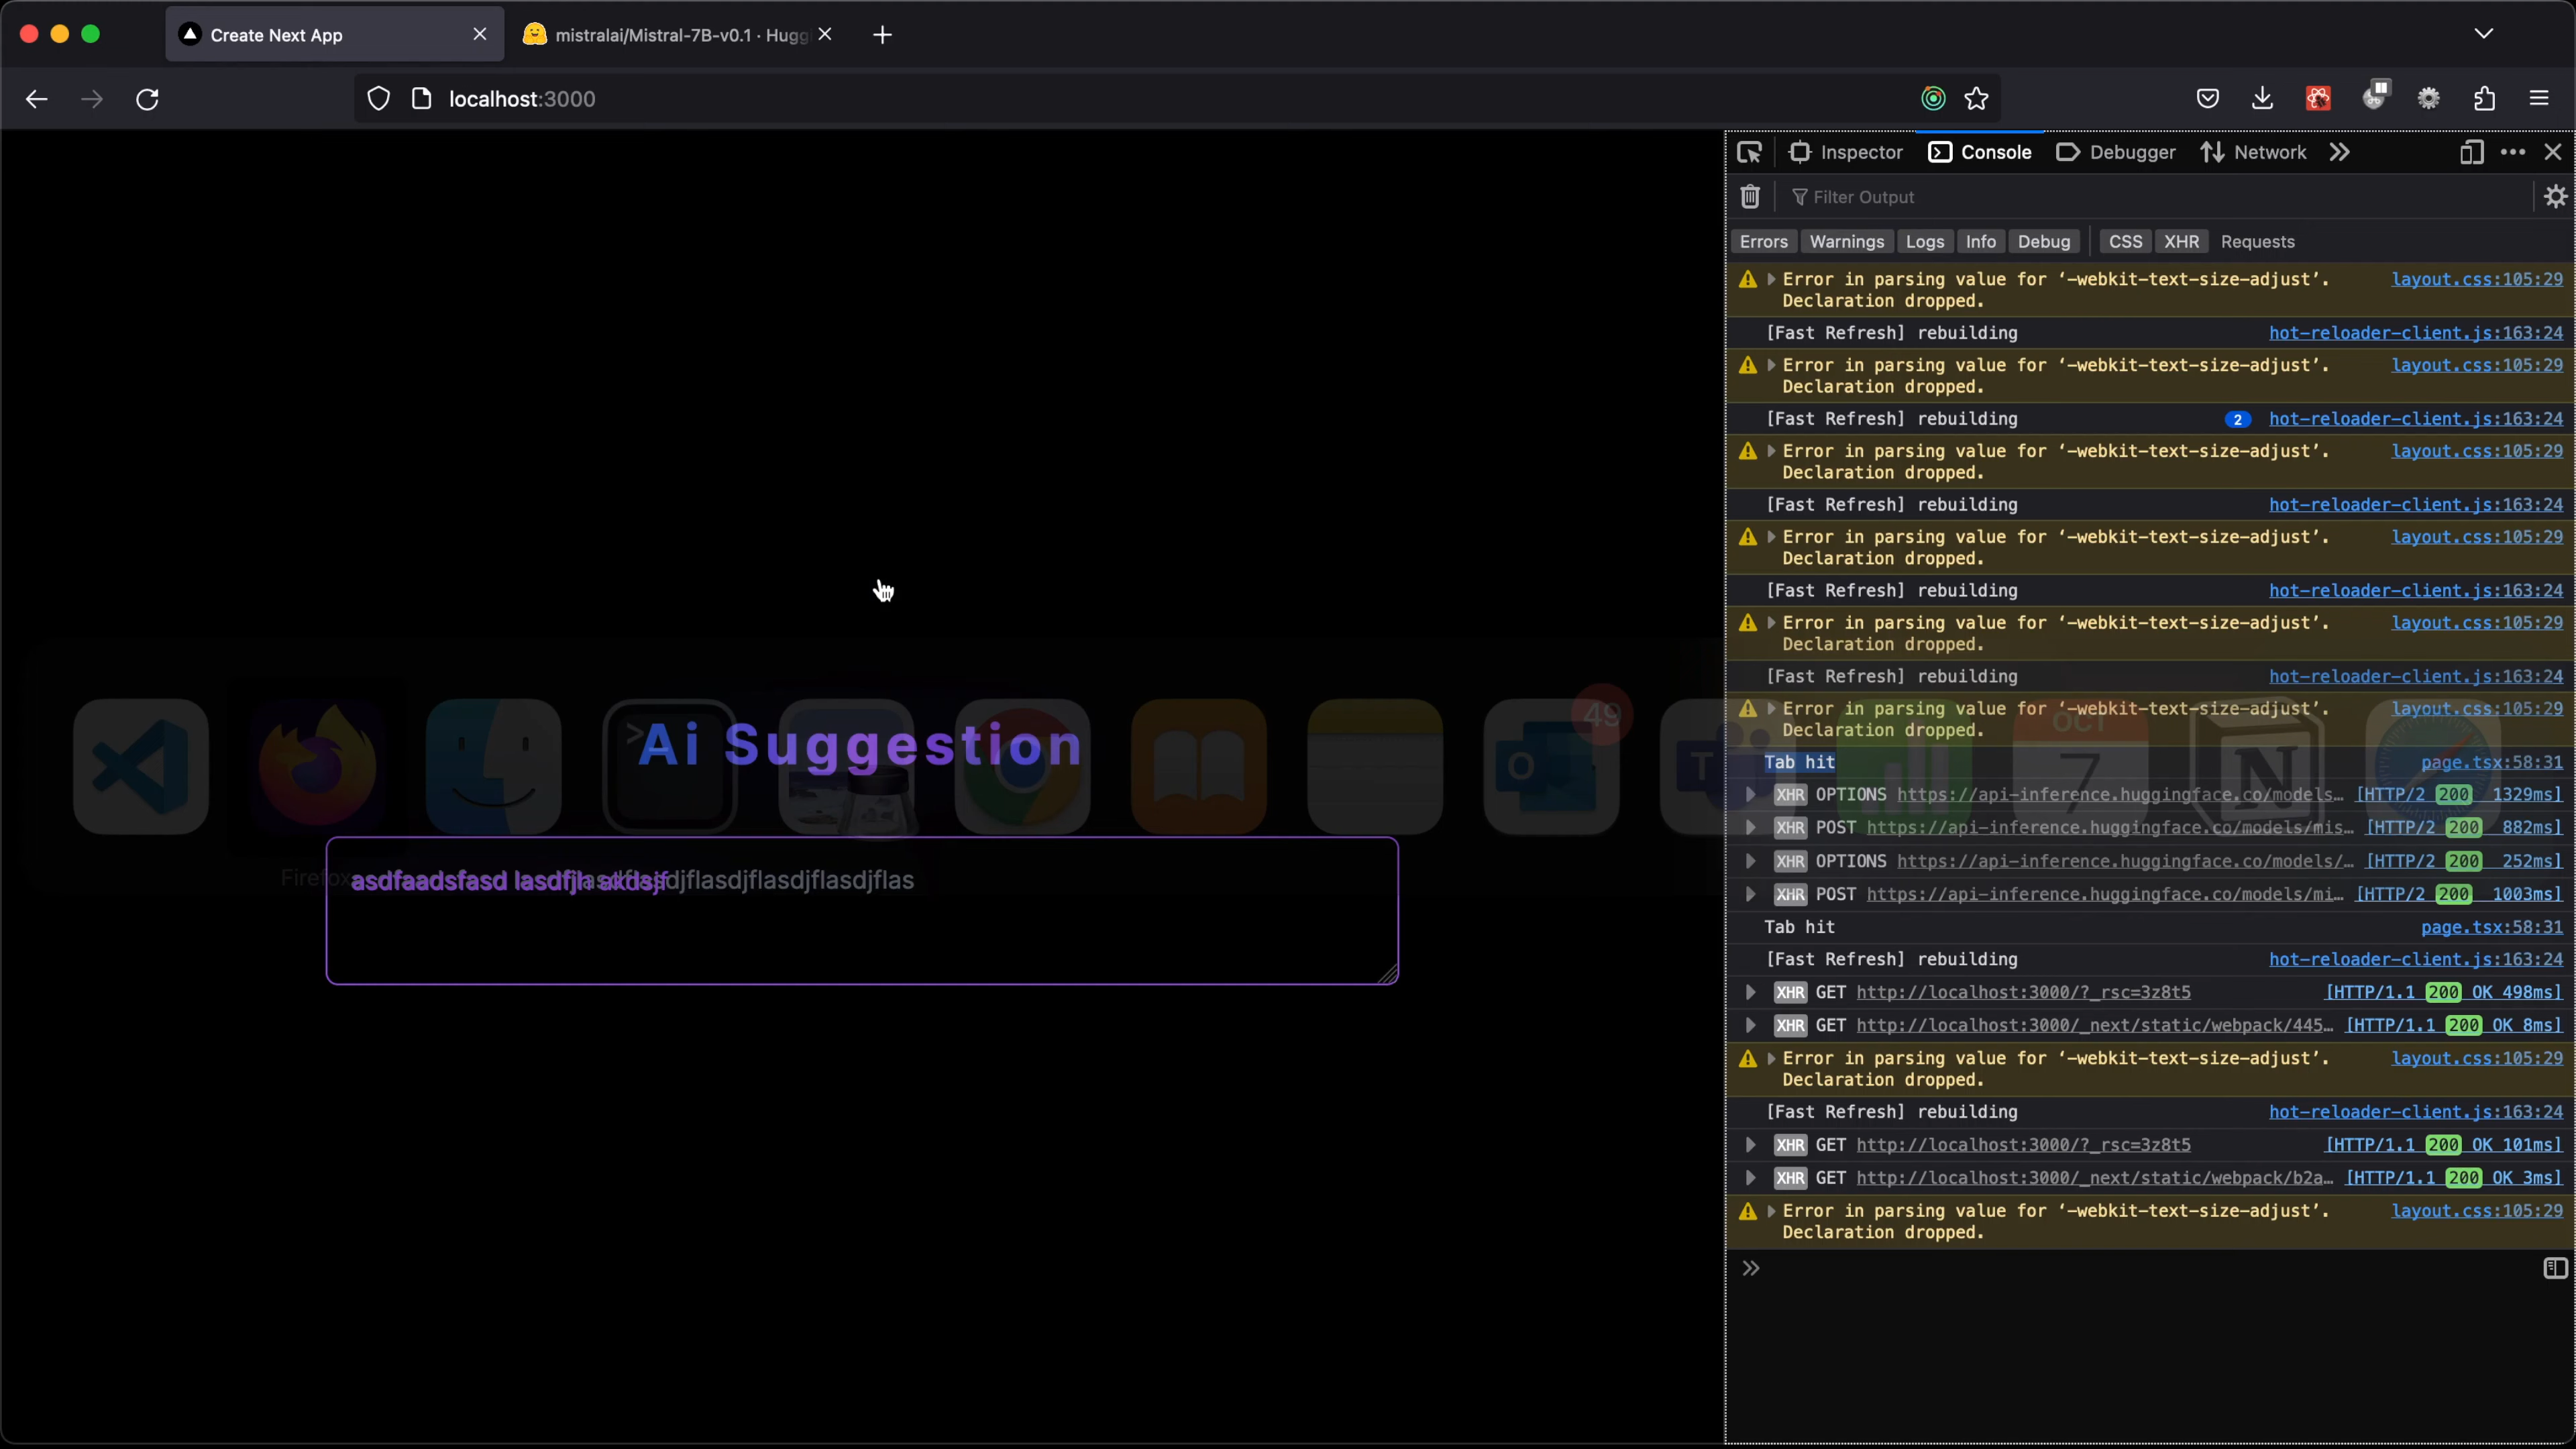 Create Next App
mistralai/Mistral-7B-v0.1 · Hugg
localhost:3000
Inspector
Console
Debugger
Network
Filter Output
Errors
Warnings
Logs
Info
Debug
CSS
XHR
Requests
Error in parsing value for ‘-webkit-text-size-adjust’. layout.css:105:29
Declaration dropped.
[Fast Refresh] rebuilding hot-reloader-client.js:163:24
Error in parsing value for ‘-webkit-text-size-adjust’. layout.css:105:29
Declaration dropped.
[Fast Refresh] rebuilding 2 hot-reloader-client.js:163:24
Error in parsing value for ‘-webkit-text-size-adjust’. layout.css:105:29
Declaration dropped.
[Fast Refresh] rebuilding hot-reloader-client.js:163:24
Error in parsing value for ‘-webkit-text-size-adjust’. layout.css:105:29
Declaration dropped.
[Fast Refresh] rebuilding hot-reloader-client.js:163:24
Error in parsing value for ‘-webkit-text-size-adjust’. layout.css:105:29
Declaration dropped.
[Fast Refresh] rebuilding hot-reloader-client.js:163:24
Error in parsing value for ‘-webkit-text-size-adjust’. layout.css:105:29
Declaration dropped.
Tab hit page.tsx:58:31
XHR OPTIONS https://api-inference.huggingface.co/models… [HTTP/2 200 1329ms]
XHR POST https://api-inference.huggingface.co/models/mis… [HTTP/2 200 882ms]
XHR OPTIONS https://api-inference.huggingface.co/models/… [HTTP/2 200 252ms]
XHR POST https://api-inference.huggingface.co/models/mi… [HTTP/2 200 1003ms]
Tab hit page.tsx:58:31
[Fast Refresh] rebuilding hot-reloader-client.js:163:24
XHR GET http://localhost:3000/?_rsc=3z8t5 [HTTP/1.1 200 OK 498ms]
XHR GET http://localhost:3000/_next/static/webpack/445… [HTTP/1.1 200 OK 8ms]
Error in parsing value for ‘-webkit-text-size-adjust’. layout.css:105:29
Declaration dropped.
[Fast Refresh] rebuilding hot-reloader-client.js:163:24
XHR GET http://localhost:3000/?_rsc=3z8t5 [HTTP/1.1 200 OK 101ms]
XHR GET http://localhost:3000/_next/static/webpack/b2a… [HTTP/1.1 200 OK 3ms]
Error in parsing value for ‘-webkit-text-size-adjust’. layout.css:105:29
Declaration dropped.
Ai Suggestion
49
OCT
7
Firefox
asdfaadsfasd